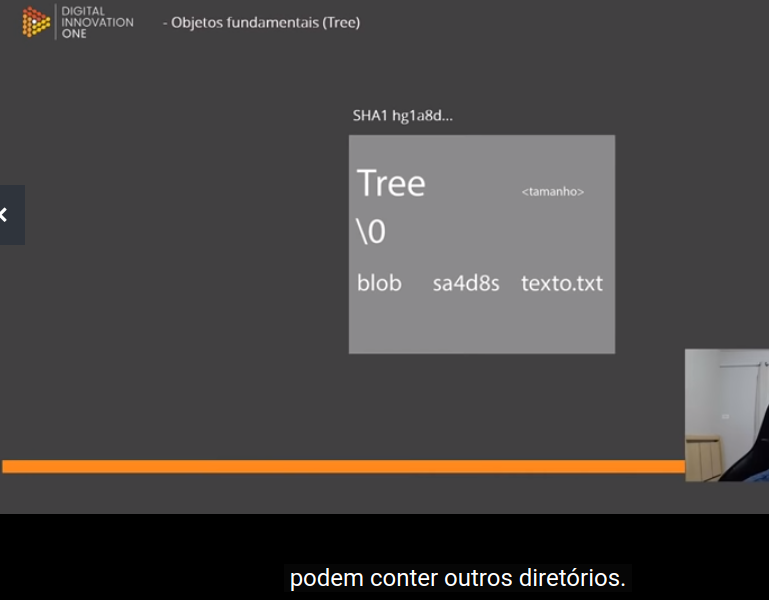 DIGITAL
INNOVATION
ONE
- Objetos fundamentais (Tree)
SHA1 hg1a8d...
Tree <tamanho>
\0
blob sa4d8s texto.txt
podem conter outros diretórios.